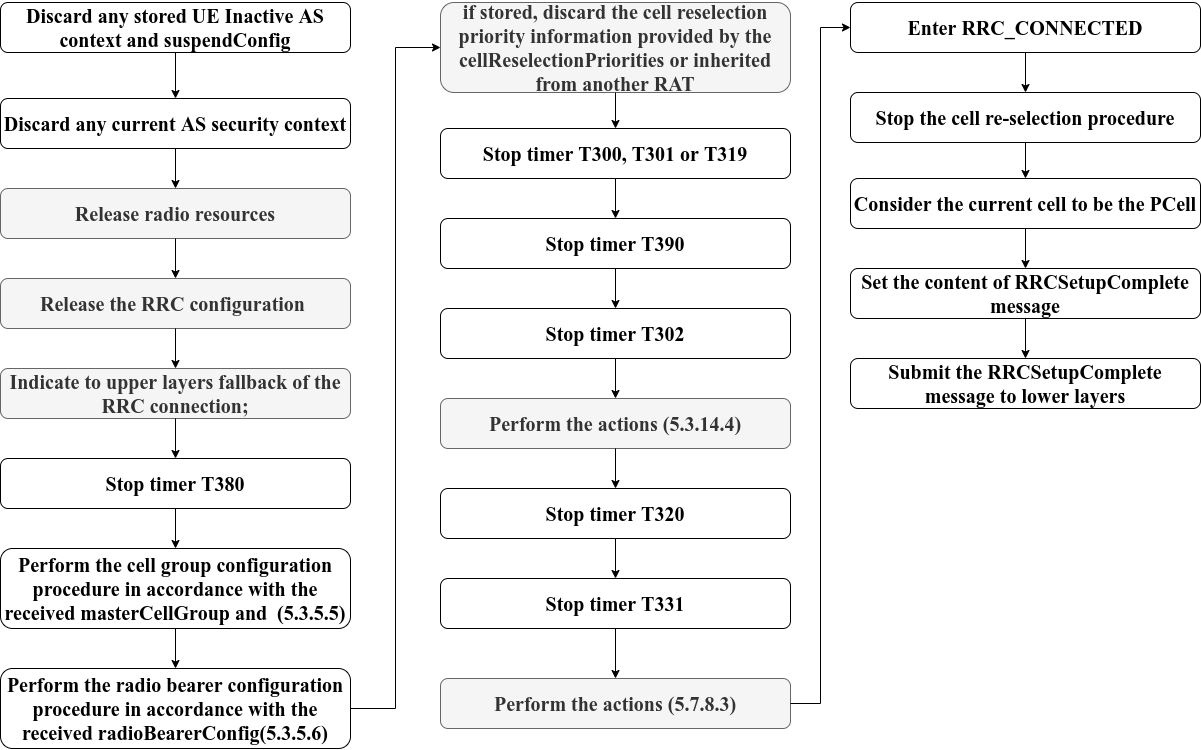 Discard any stored UE Inactive AS
context and suspendConfig
Discard any current AS security context
Release radio resources
Release the RRC configuration
Indicate to upper layers fallback of the
RRC connection;
Stop timer T380
Perform the cell group configuration
procedure in accordance with the
received masterCellGroup and  (5.3.5.5)
Perform the radio bearer configuration
procedure in accordance with the
received radioBearerConfig(5.3.5.6)
if stored, discard the cell reselection
priority information provided by the
cellReselectionPriorities or inherited
from another RAT
Stop timer T300, T301 or T319
Stop timer T390
Stop timer T302
Perform the actions (5.3.14.4)
Stop timer T320
Stop timer T331
Perform the actions (5.7.8.3)
Enter RRC_CONNECTED
Stop the cell re-selection procedure
Consider the current cell to be the PCell
Set the content of RRCSetupComplete
message
Submit the RRCSetupComplete
message to lower layers